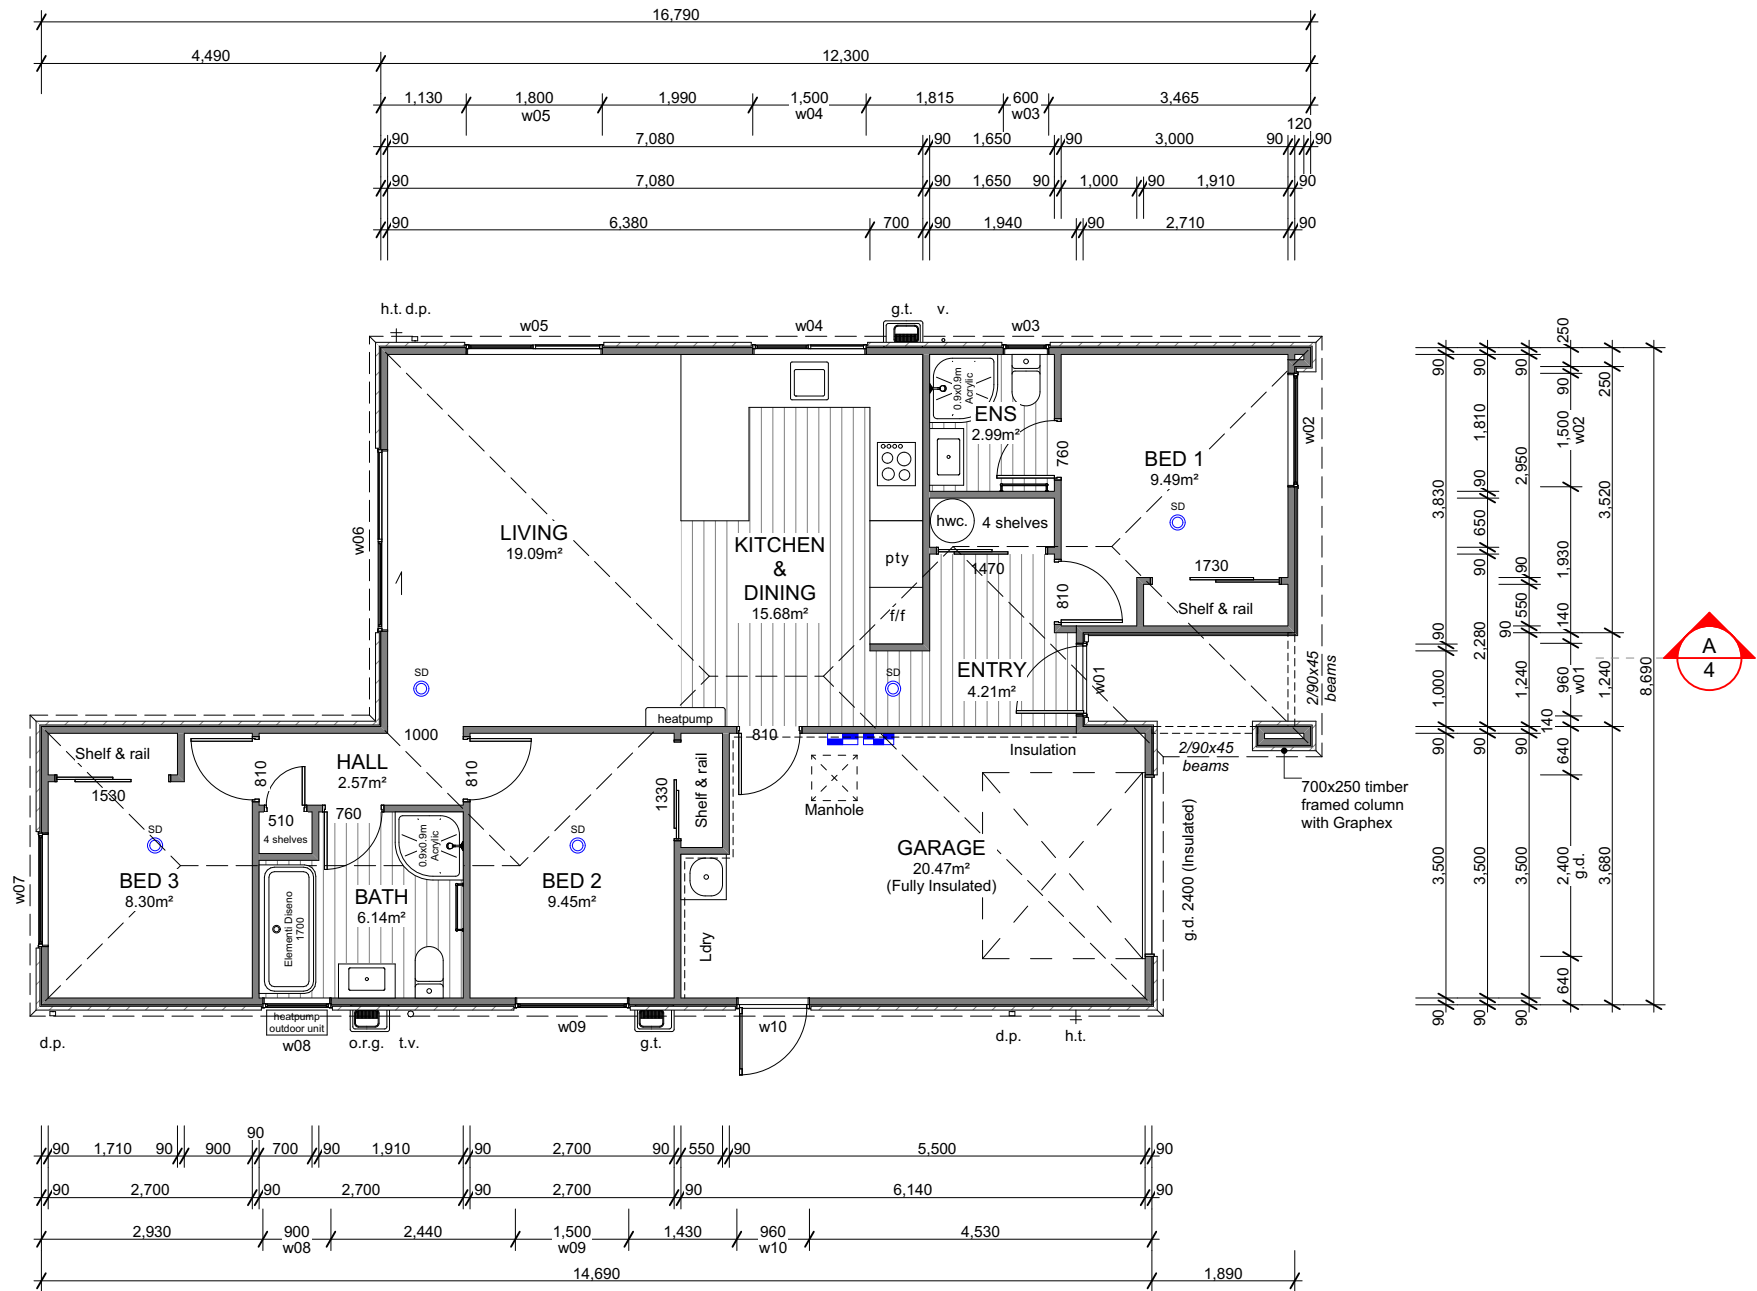 16,790
4,490 12,300
1,130 1,800 1,990 1,500 1,815 600 3,465
w05 w04 w03
120
90 7,080 90 1,650 90 3,000 90 90
90 7,080 90 1,650 90 1,000 90 1,910 90
90 6,380 700 90 1,940 90 2,710 90
h.t. d.p. g.t. v.
w05 w04 w03
0.9x0.9m
Acrylic
ENS
2.99m²
760
BED 1
9.49m²
SD
w02
w06
LIVING
19.09m²
KITCHEN
&
DINING
15.68m²
hwc. 4 shelves
pty
1470
f/f
810
1730
Shelf & rail
SD
SD
ENTRY
4.21m²
w01
2/90x45
beams
A
4
heatpump
1000
810
Insulation
2/90x45
beams
Shelf & rail
1530
810
HALL
2.57m²
810
1330
Shelf & rail
Manhole
700x250 timber
framed column
with Graphex
510
4 shelves
760
SD
0.9x0.9m
Acrylic
SD
g.d. 2400 (Insulated)
GARAGE
20.47m²
(Fully Insulated)
w07
BED 3
8.30m²
Elementi Diseno
1700
BATH
6.14m²
BED 2
9.45m²
Ldry
heatpump
outdoor unit
d.p. w08 o.r.g. t.v. w09 g.t. w10 d.p. h.t.
90 3,830 90 1,000 90 3,500 90
90 1,810 90 650 90 2,280 90 3,500 90
90 2,950 90 550 90 1,240 90 3,500 90
250 90 1,500 1,930 140 960 140 640 2,400 640
w02 w01 g.d.
250 3,520 1,240 3,680
8,690
90
90 1,710 90 900 700 90 1,910 90 2,700 90 550 90 5,500 90
90 2,700 90 2,700 90 2,700 90 6,140 90
2,930 900 2,440 1,500 1,430 960 4,530
w08 w09 w10
14,690 1,890